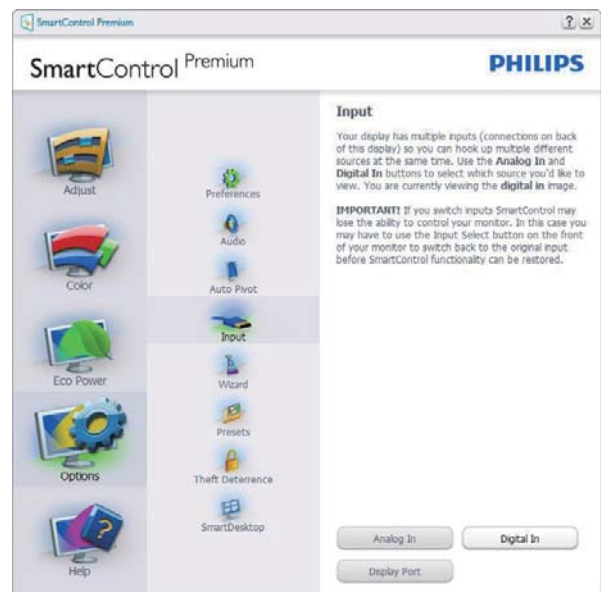 SmartControl Premium
SmartControl Premium
PHILIPS
Adjust
Color
Eco Power
Options
Help
Preferences
Audio
Auto Pivot
Input
Wizard
Presets
Theft Deterrence
SmartDesktop
Input
Your display has multiple inputs (connections on back
of this display) so you can hook up multiple different
sources at the same time. Use the Analog In and
Digital In buttons to select which source you'd like to
view. You are currently viewing the digital in image.
IMPORTANT! If you switch inputs SmartControl may
lose the ability to control your monitor. In this case you
may have to use the Input Select button on the front
of your monitor to switch back to the original input
before SmartControl functionality can be restored.
Analog In
Digital In
Display Port